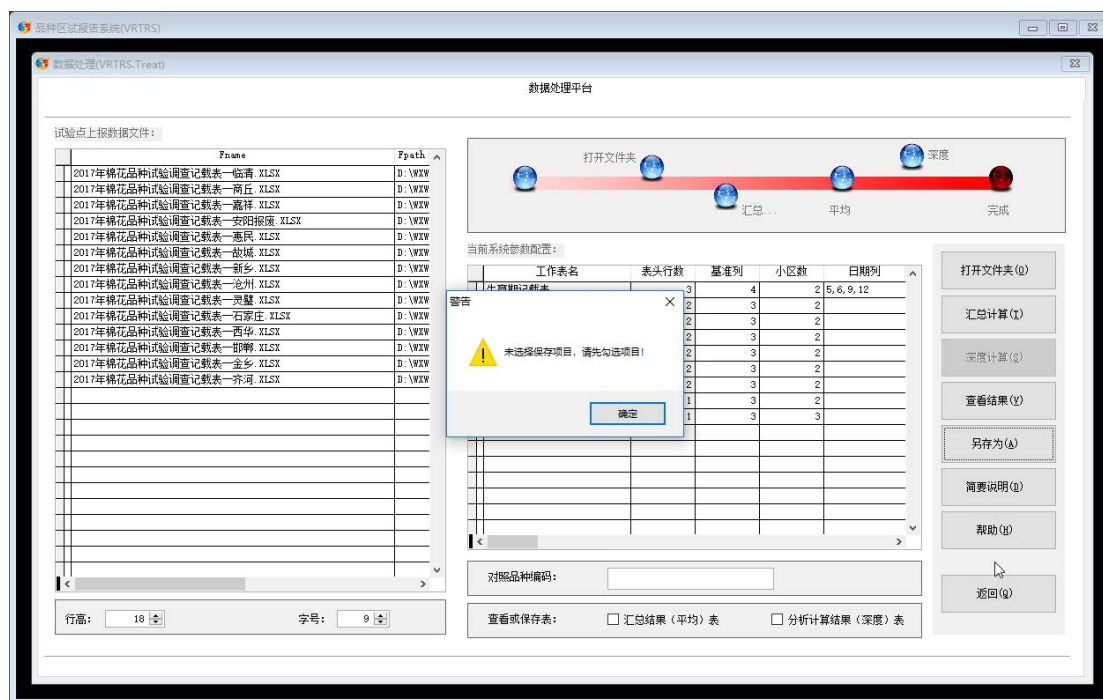 品种区试报告系统(VRTRS)
数据处理(VRTRS.Treat)
数据处理平台
试验点上报数据文件：
Fname Fpath
2017年棉花品种试验调查记载表—临清.XLSX D:\WXW
2017年棉花品种试验调查记载表—商丘.XLSX D:\WXW
2017年棉花品种试验调查记载表—嘉祥.XLSX D:\WXW
2017年棉花品种试验调查记载表—安阳报废.XLSX D:\WXW
2017年棉花品种试验调查记载表—惠民.XLSX D:\WXW
2017年棉花品种试验调查记载表—故城.XLSX D:\WXW
2017年棉花品种试验调查记载表—新乡.XLSX D:\WXW
2017年棉花品种试验调查记载表—沧州.XLSX D:\WXW
2017年棉花品种试验调查记载表—灵璧.XLSX D:\WXW
2017年棉花品种试验调查记载表—石家庄.XLSX D:\WXW
2017年棉花品种试验调查记载表—西华.XLSX D:\WXW
2017年棉花品种试验调查记载表—邯郸.XLSX D:\WXW
2017年棉花品种试验调查记载表—金乡.XLSX D:\WXW
2017年棉花品种试验调查记载表—齐河.XLSX D:\WXW
行高： 18 字号： 9
打开文件夹 深度
汇总... 平均 完成
当前系统参数配置：
工作表名 表头行数 基准列 小区数 日期列
生育期记载表 3 4 2 5,6,9,12
2 3 2
2 3 2
2 3 2
2 3 2
2 3 2
2 3 2
1 3 2
1 3 3
警告
未选择保存项目，请先勾选项目!
确定
对照品种编码：
查看或保存表： 汇总结果（平均）表 分析计算结果（深度）表
打开文件夹(O)
汇总计算(T)
深度计算(S)
查看结果(Y)
另存为(A)
简要说明(D)
帮助(H)
返回(Q)